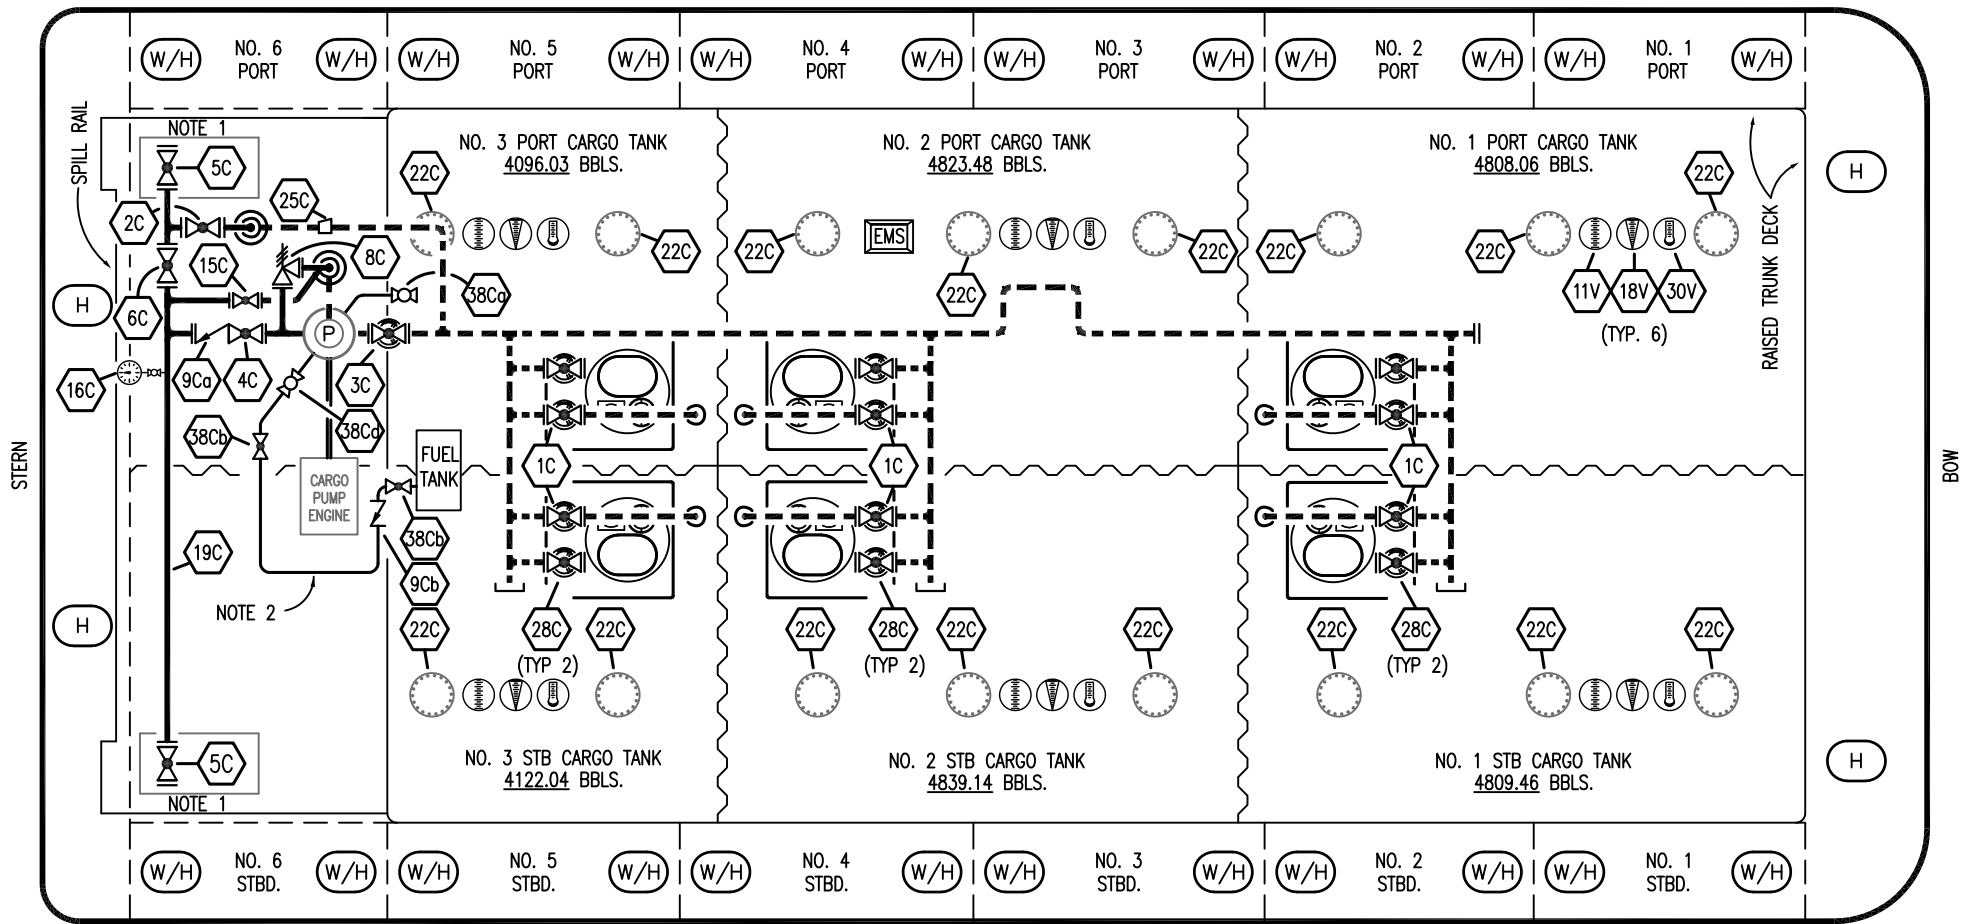 W/H
NO. 6
PORT
W/H
W/H
NO. 5
PORT
W/H
W/H
NO. 4
PORT
W/H
NO. 3
PORT
W/H
W/H
NO. 2
PORT
W/H
W/H
NO. 1
PORT
W/H
SPILL RAIL
NOTE 1
5C
2C
25C
15C
8C
6C
H
P
38Ca
16C
9Ca
4C
3C
38Cb
38Cd
CARGO
PUMP
ENGINE
FUEL
TANK
38Cb
9Cb
19C
NOTE 2
H
STERN
5C
NOTE 1
NO. 3 PORT CARGO TANK
4096.03 BBLS.
22C
22C
NO. 2 PORT CARGO TANK
4823.48 BBLS.
22C
EMS
22C
22C
NO. 1 PORT CARGO TANK
4808.06 BBLS.
22C
22C
22C
11V
18V
30V
(TYP. 6)
RAISED TRUNK DECK
H
BOW
1C
1C
1C
22C
28C
(TYP 2)
22C
22C
28C
(TYP 2)
22C
22C
22C
28C
(TYP 2)
22C
22C
NO. 3 STB CARGO TANK
4122.04 BBLS.
NO. 2 STB CARGO TANK
4839.14 BBLS.
NO. 1 STB CARGO TANK
4809.46 BBLS.
H
W/H
NO. 6
STBD.
W/H
W/H
NO. 5
STBD.
W/H
W/H
NO. 4
STBD.
W/H
NO. 3
STBD.
W/H
W/H
NO. 2
STBD.
W/H
W/H
NO. 1
STBD.
W/H